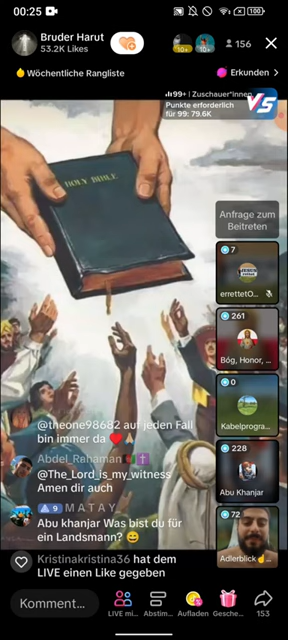 00:25
100
Bruder Harut
53.2K Likes
10+
10+
156
Wöchentliche Rangliste
Erkunden >
99+ | Zuschauer*innen
Punkte erforderlich
für 99: 79.6K
VS
HOLY BIBLE
Anfrage zum
Beitreten
7
errettetO...
261
Bóg, Honor, ...
0
Kabelprogra...
228
Abu Khanjar
72
Adlerblick☝...
@theone98682 auf jeden Fall
bin immer da ❤️🙏
Abdel_Rahaman
@The_Lord_is_my_witness
Amen dir auch
9 M A T A Y
Abu khanjar Was bist du für
ein Landsmann? 😄
Kristinakristina36 hat dem
LIVE einen Like gegeben
Komment...
LIVE mi...
Abstim...
Aufladen
Gesche...
153